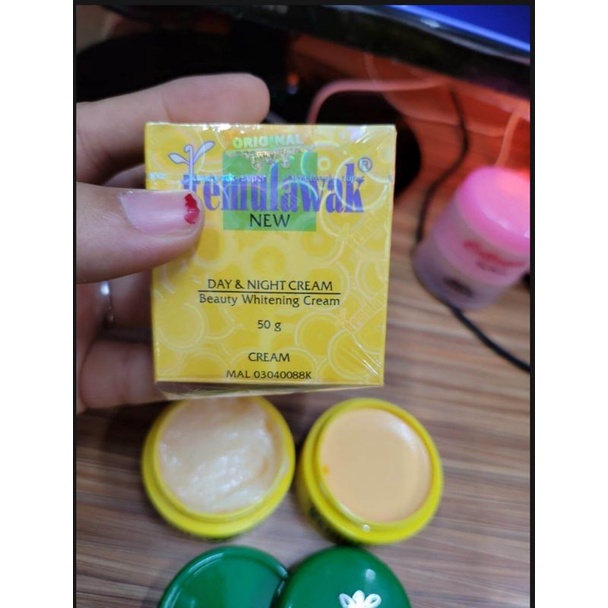 ORIGINAL
temulawak®
NEW
DAY & NIGHT CREAM
Beauty Whitening Cream
50 g
CREAM
MAL 03040088K